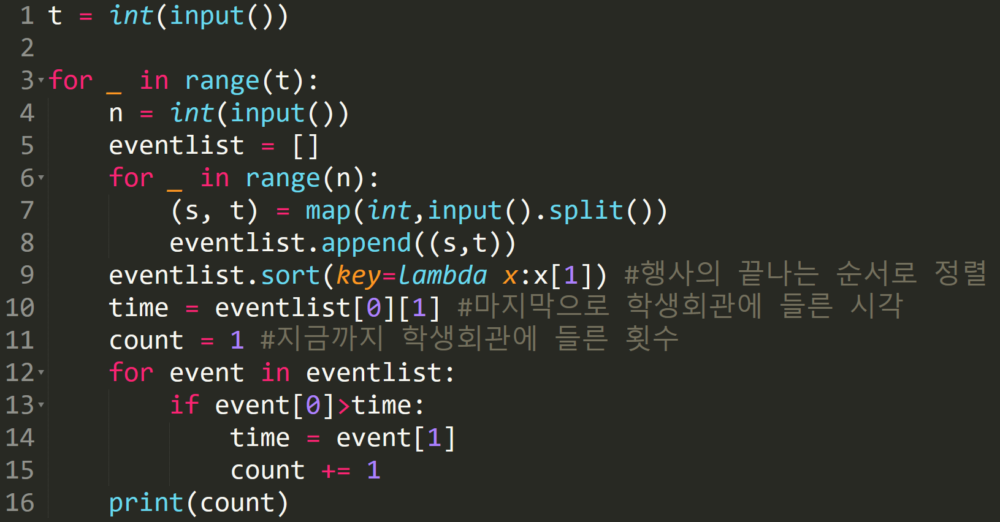 1 t = int(input())
2
3 for _ in range(t):
4     n = int(input())
5     eventlist = []
6     for _ in range(n):
7         (s, t) = map(int,input().split())
8         eventlist.append((s,t))
9     eventlist.sort(key=lambda x:x[1]) #행사의 끝나는 순서로 정렬
10     time = eventlist[0][1] #마지막으로 학생회관에 들른 시각
11     count = 1 #지금까지 학생회관에 들른 횟수
12     for event in eventlist:
13         if event[0]>time:
14             time = event[1]
15             count += 1
16     print(count)